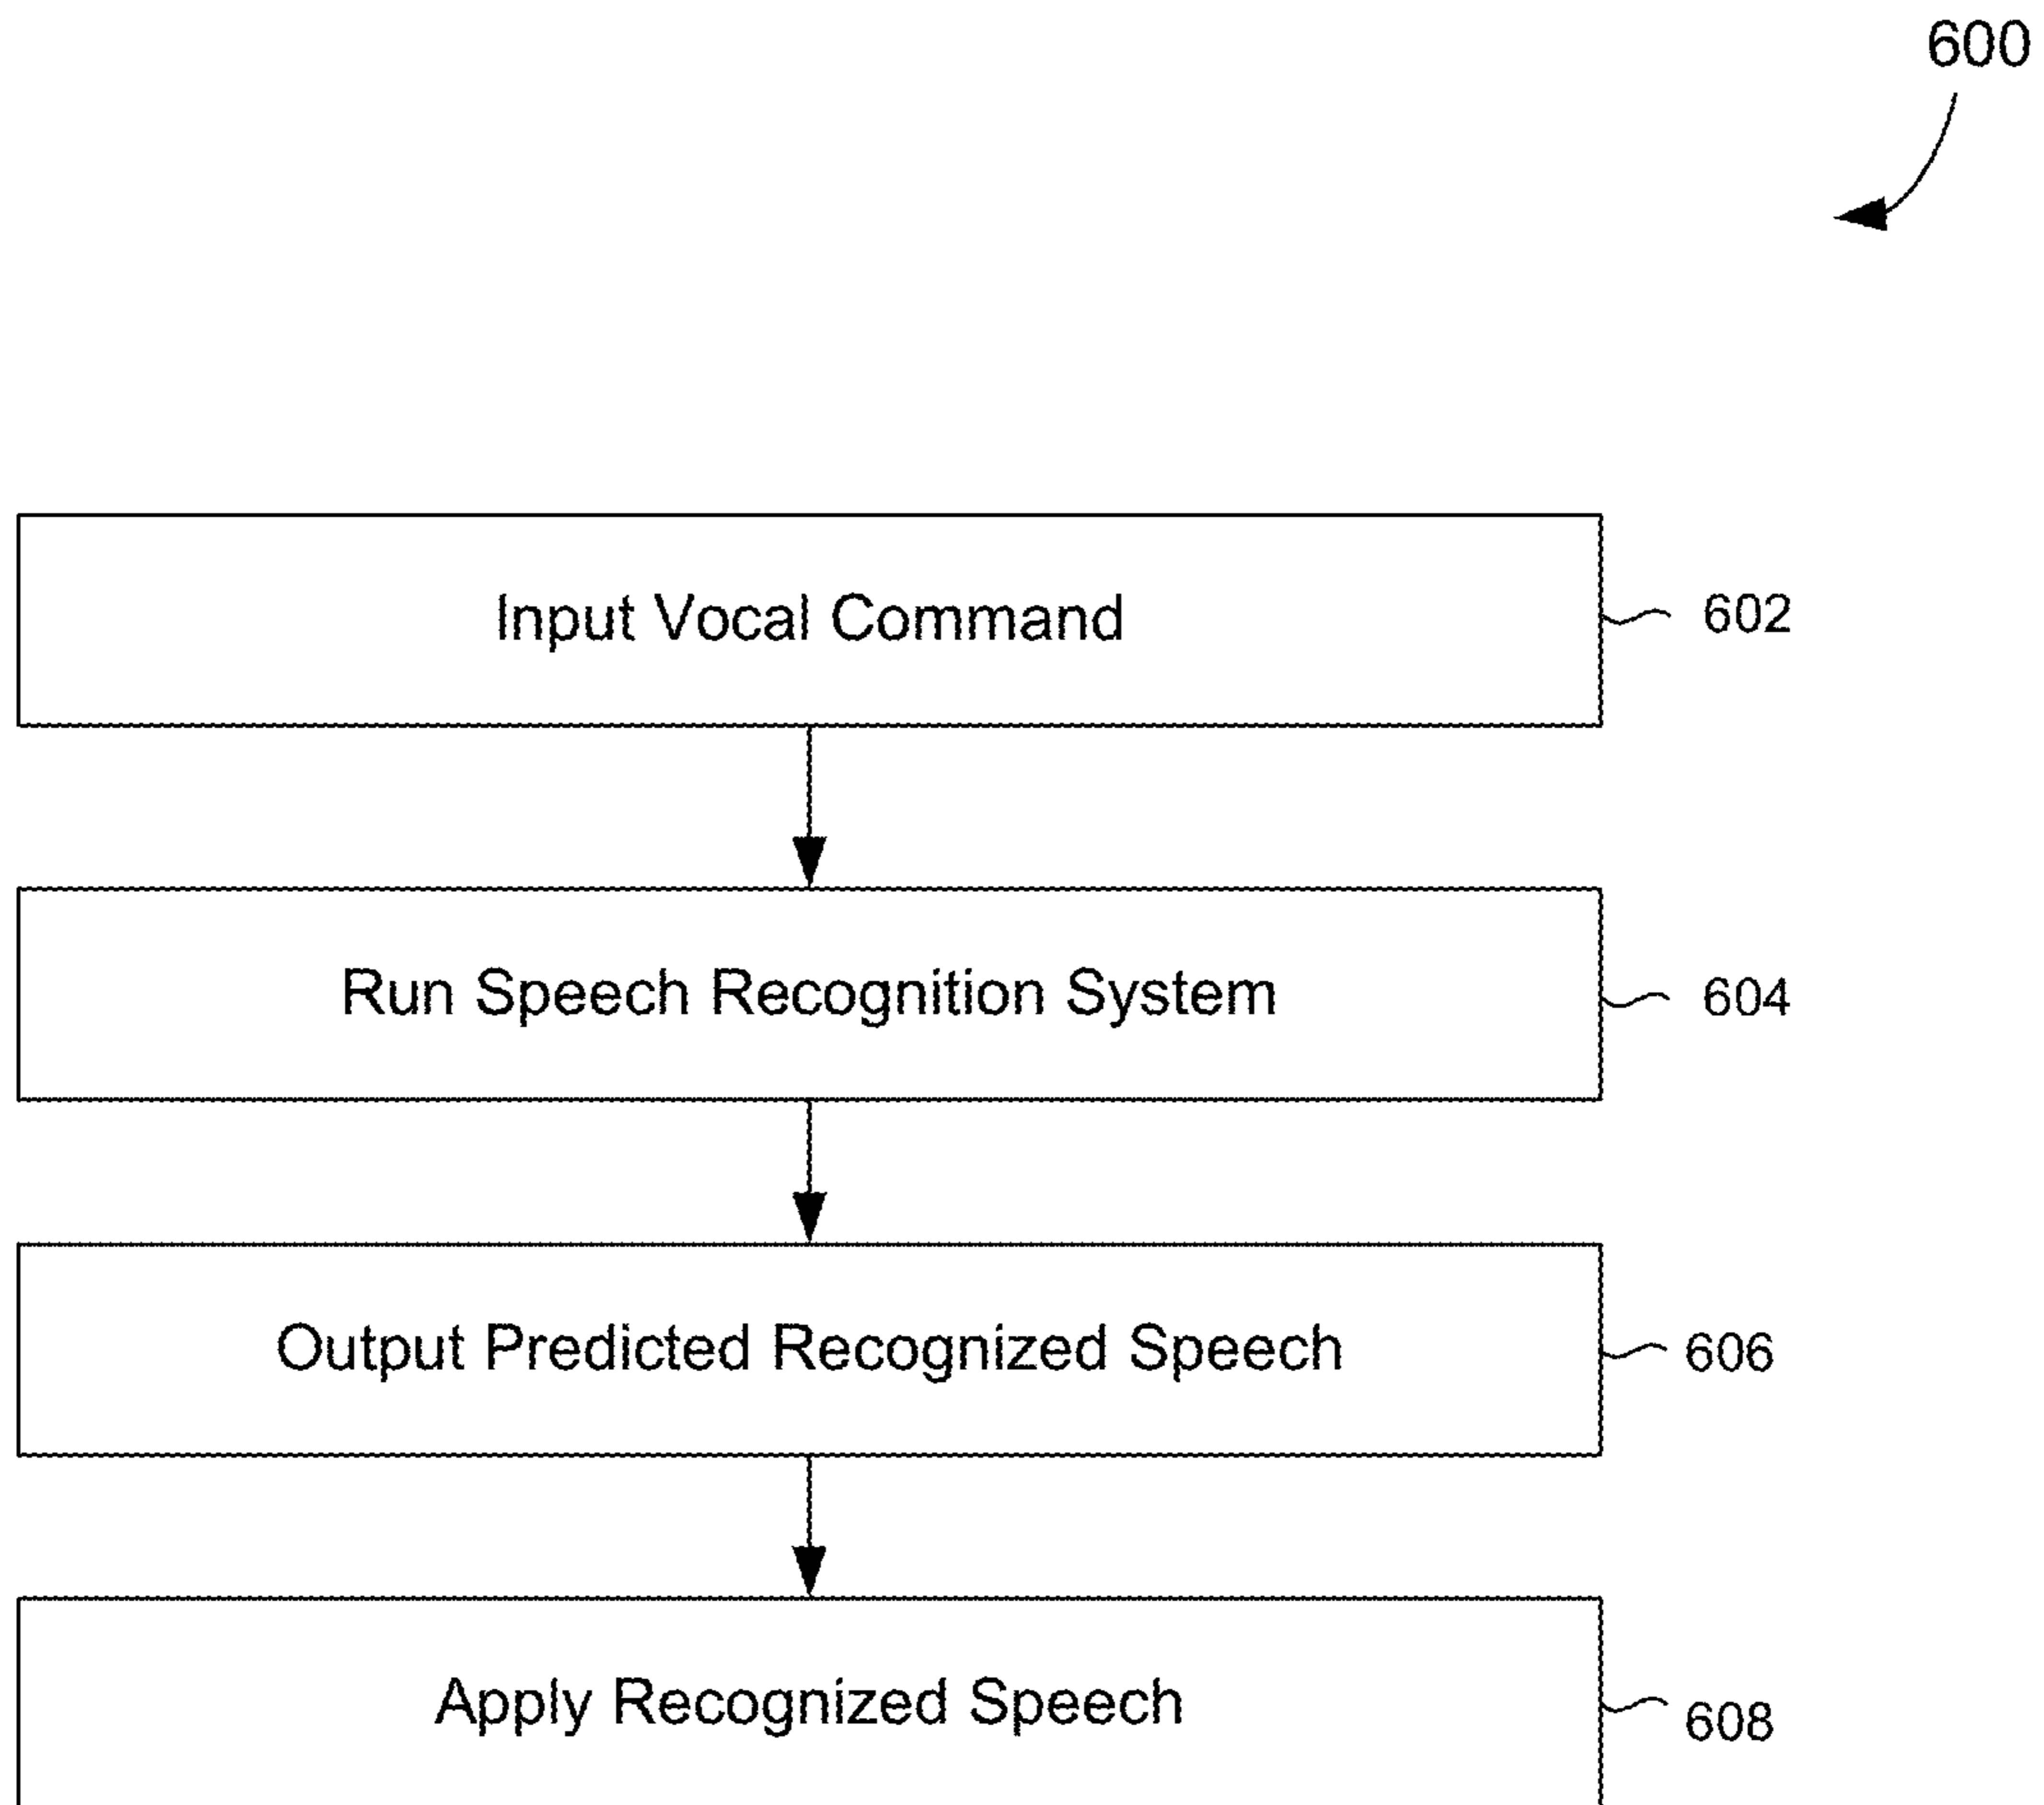 600
Input Vocal Command
602
Run Speech Recognition System
604
Output Predicted Recognized Speech
606
Apply Recognized Speech
608